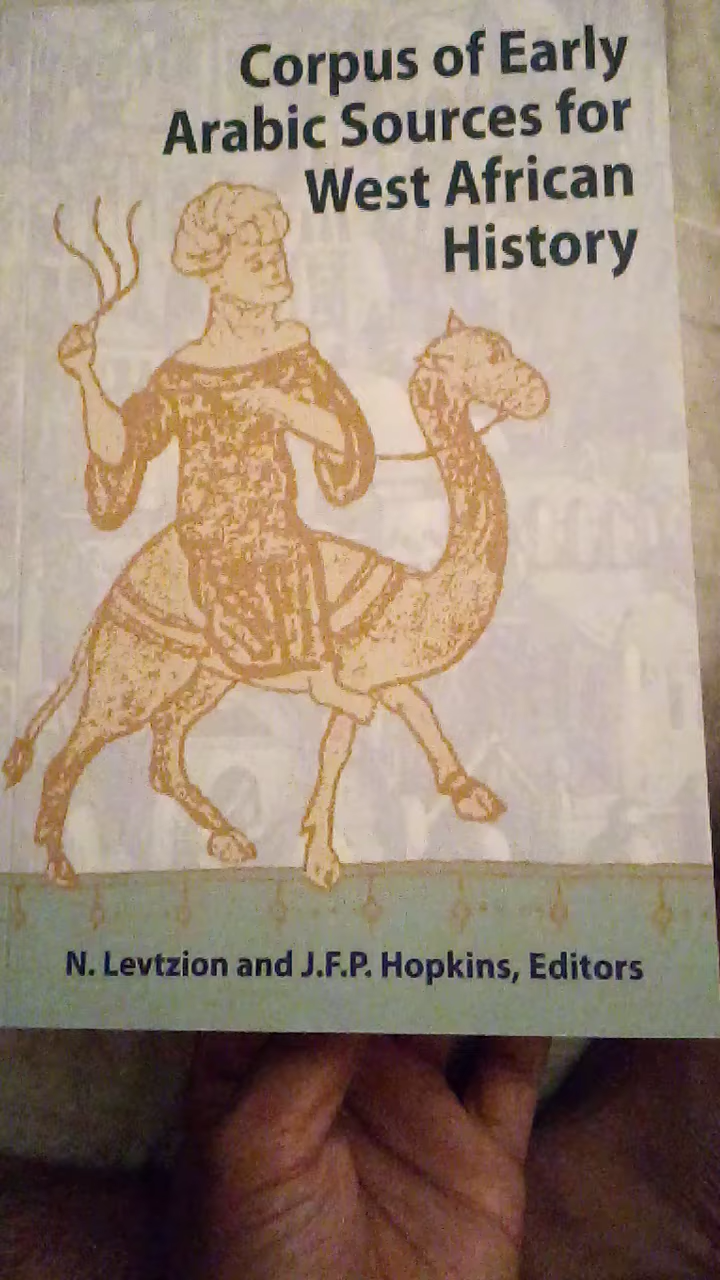 Corpus of Early
Arabic Sources for
West African
History
N. Levtzion and J.F.P. Hopkins, Editors